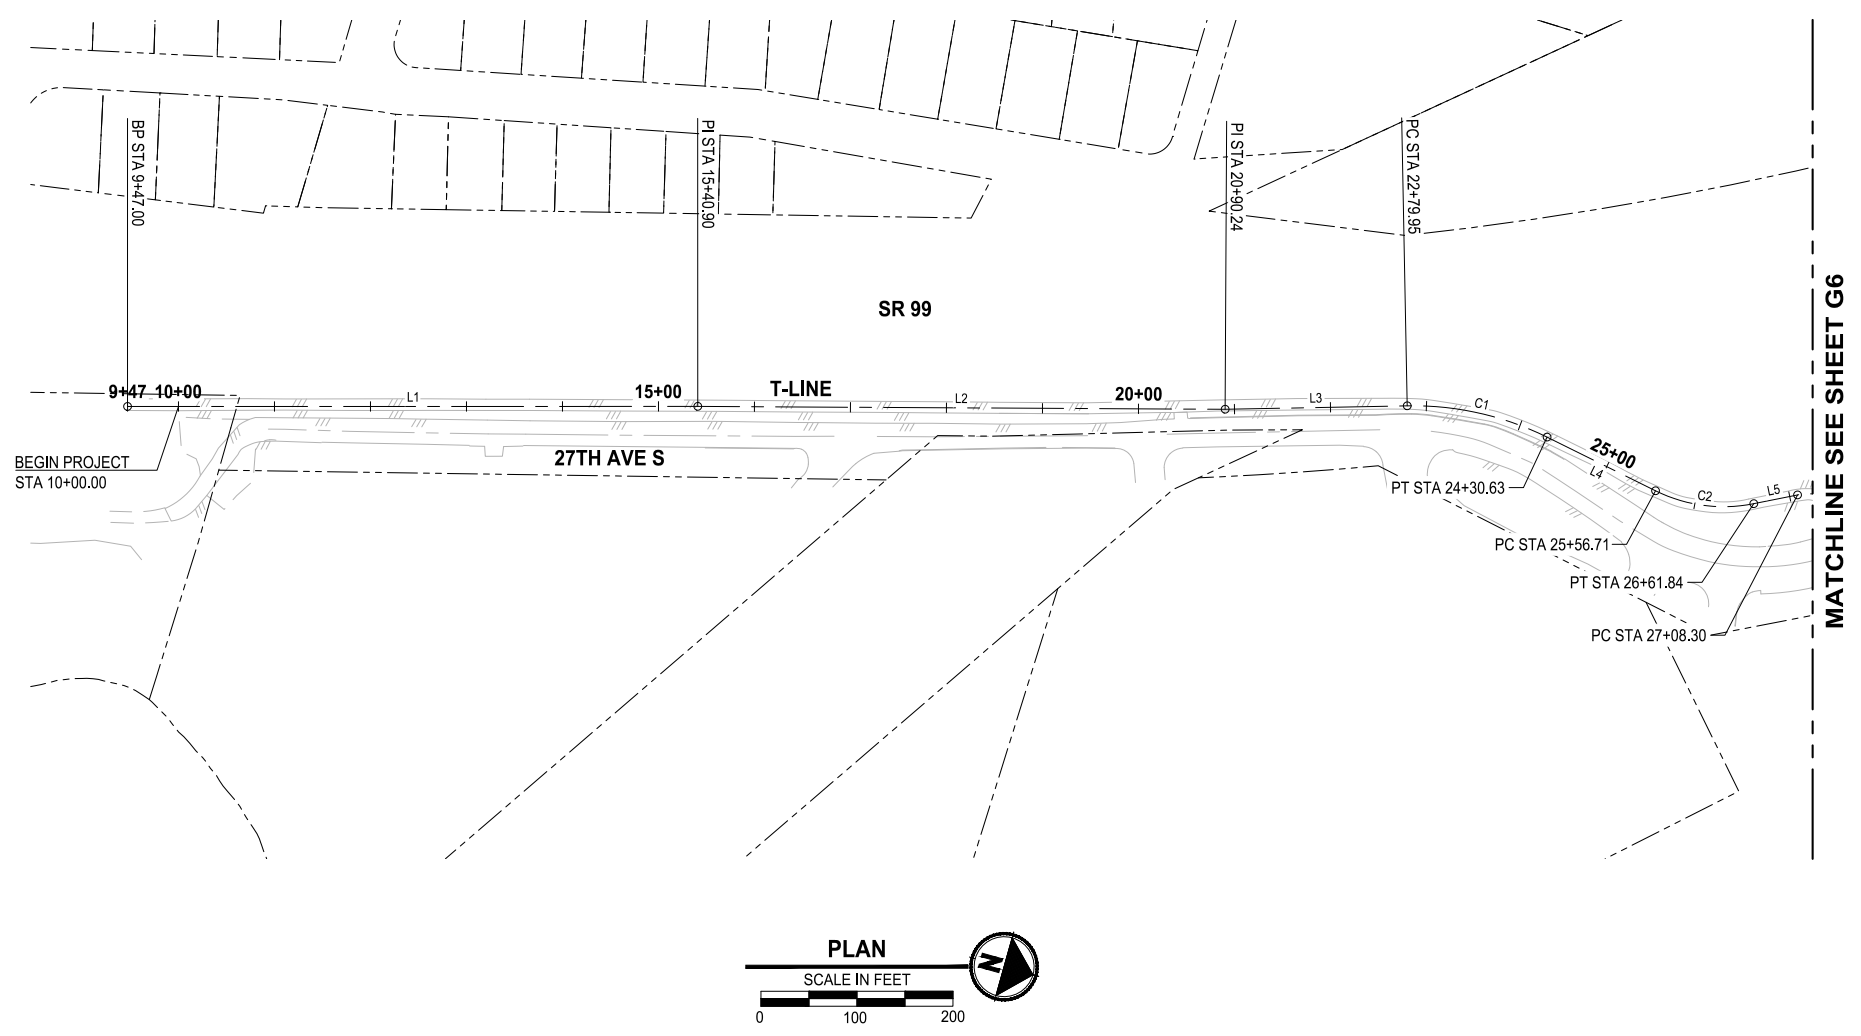 BP STA 9+47.00
PI STA 15+40.90
PI STA 20+90.24
PC STA 22+79.95
SR 99
9+47 10+00
L1
15+00
T-LINE
L2
20+00
L3
C1
25+00
L4
C2
L5
27TH AVE S
BEGIN PROJECT
STA 10+00.00
PT STA 24+30.63
PC STA 25+56.71
PT STA 26+61.84
PC STA 27+08.30
MATCHLINE SEE SHEET G6
PLAN
SCALE IN FEET
0 100 200
N